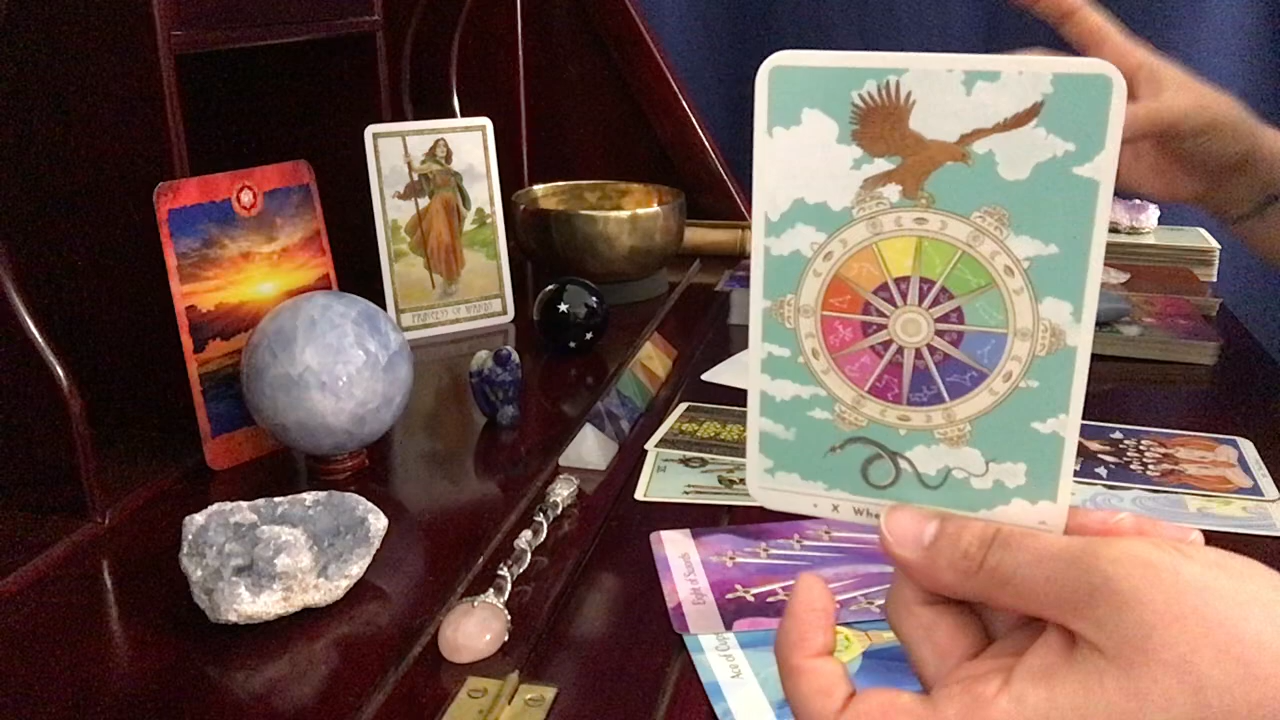 PRINCESS OF WANDS
X Whe
Eight of Swords
Ace of Cups